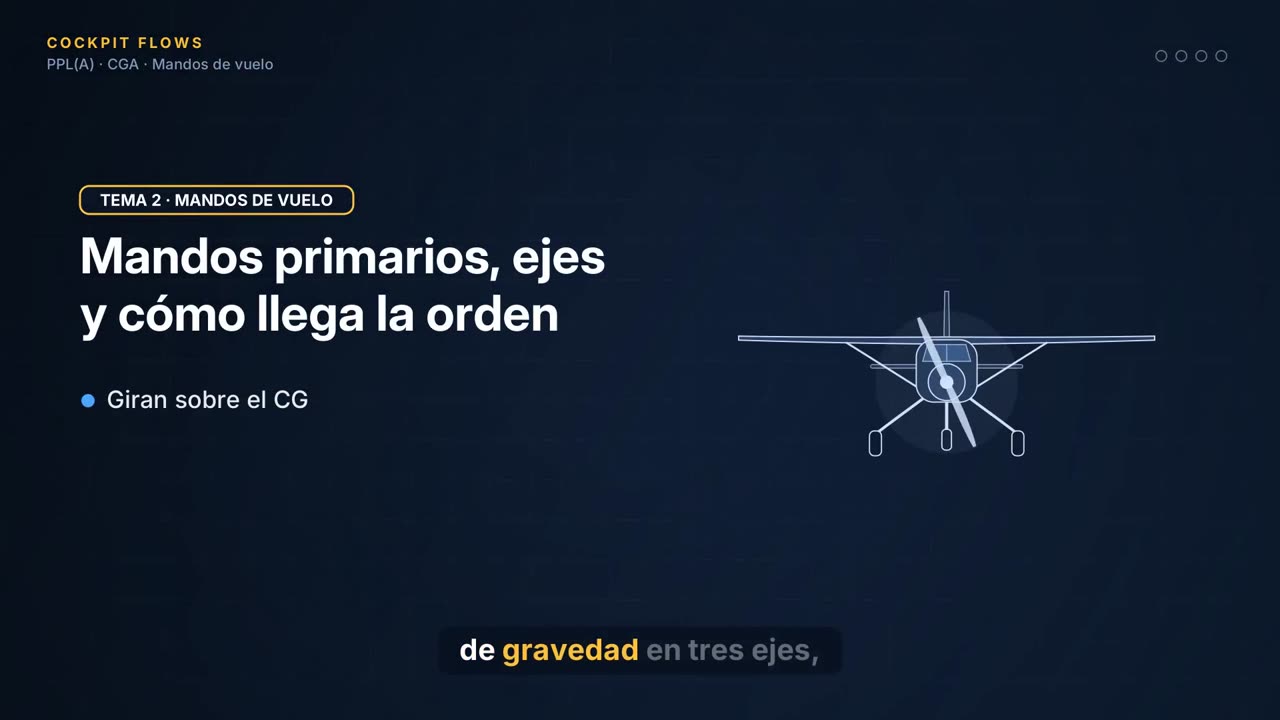 COCKPIT FLOWS
PPL(A) · CGA · Mandos de vuelo
TEMA 2 · MANDOS DE VUELO
Mandos primarios, ejes
y cómo llega la orden
Giran sobre el CG
de gravedad en tres ejes,